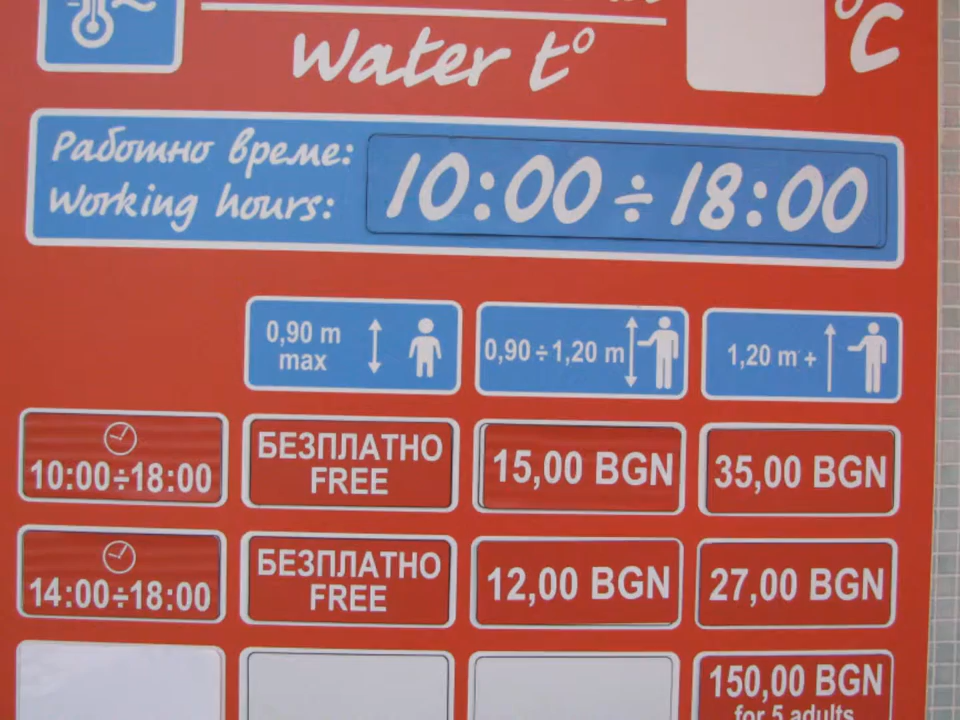 Water t°
°C
Работно време:
Working hours:
10:00÷18:00
0,90 m
max
0,90÷1,20 m
1,20 m +
10:00÷18:00
БЕЗПЛАТНО
FREE
15,00 BGN
35,00 BGN
14:00÷18:00
БЕЗПЛАТНО
FREE
12,00 BGN
27,00 BGN
150,00 BGN
for 5 adults